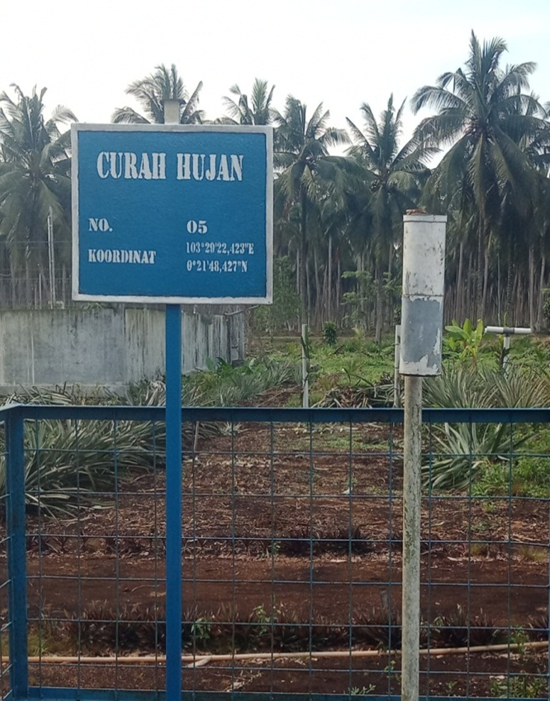 CURAH HUJAN
NO. 05
KOORDINAT 103°29'22,423"E
0°21'48,427"N